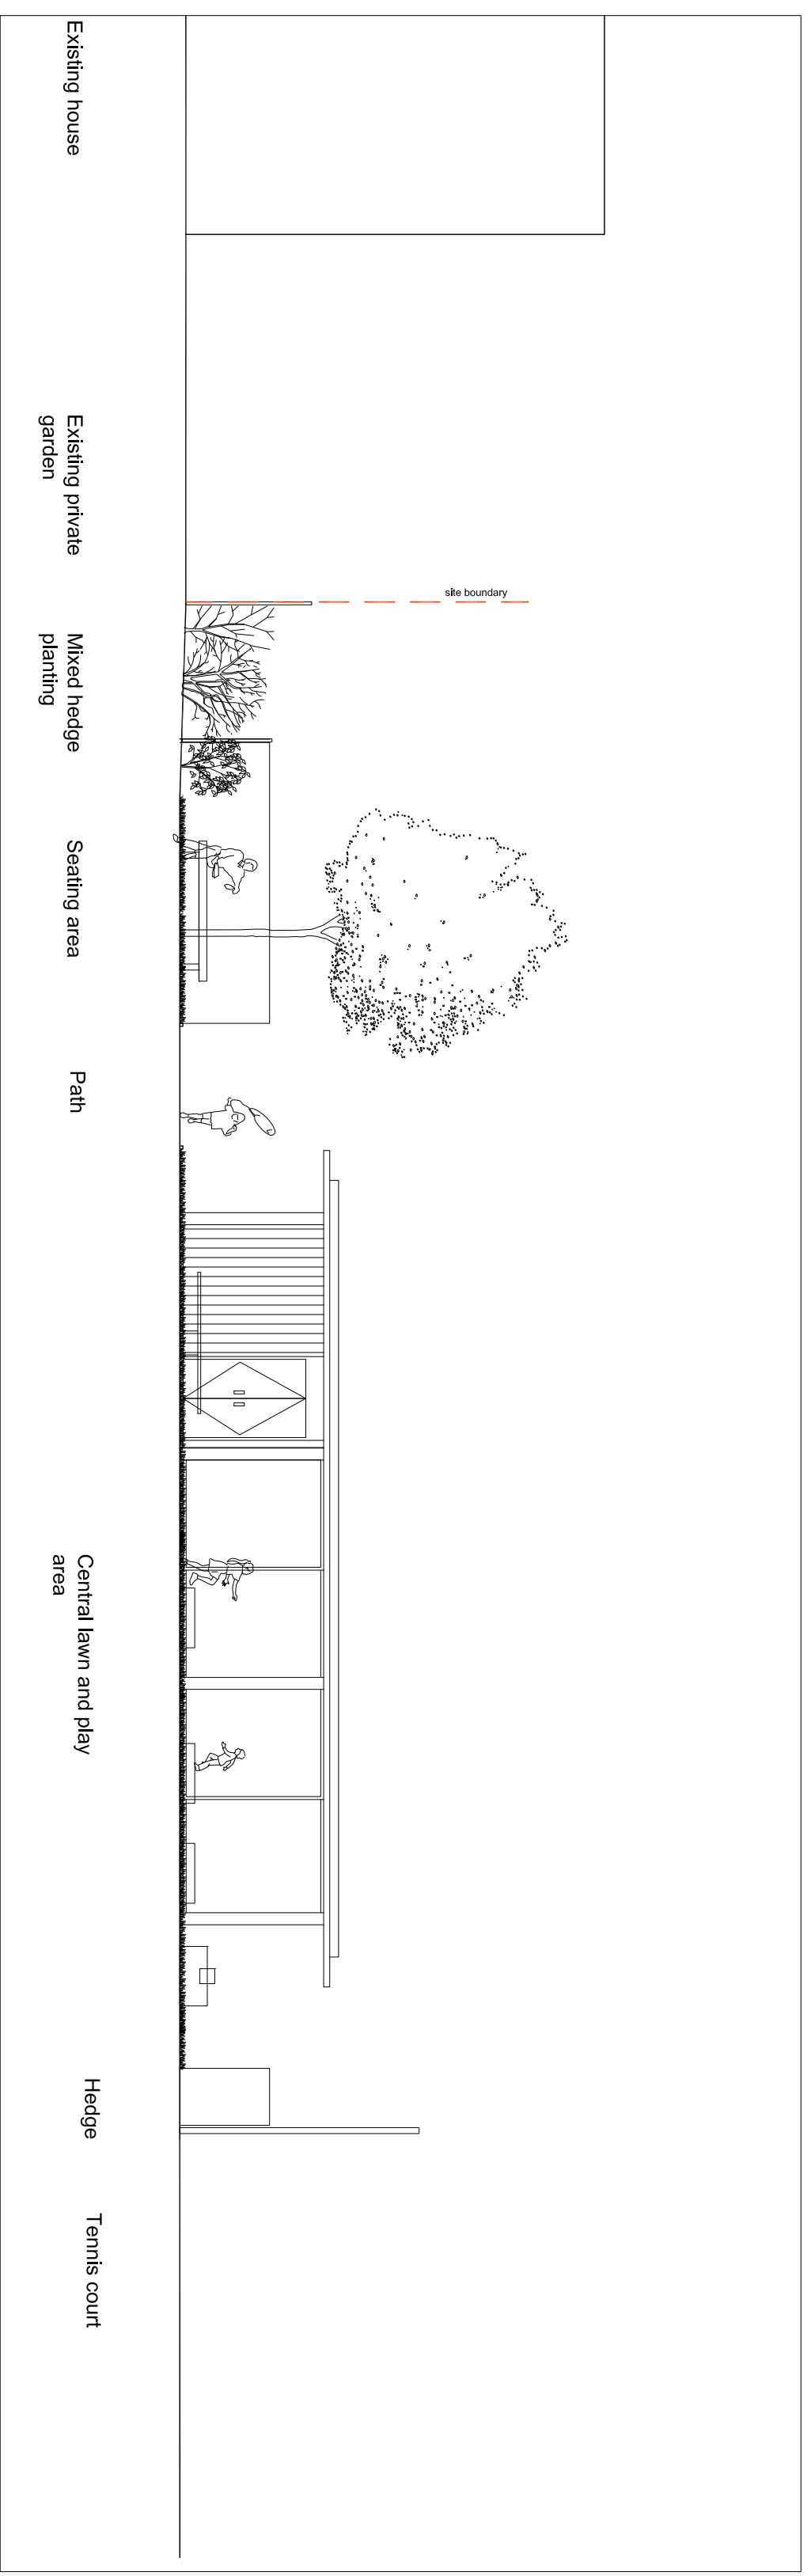 Existing house
Existing private
garden
site boundary
Mixed hedge
planting
Seating area
Path
Central lawn and play
area
Hedge
Tennis court